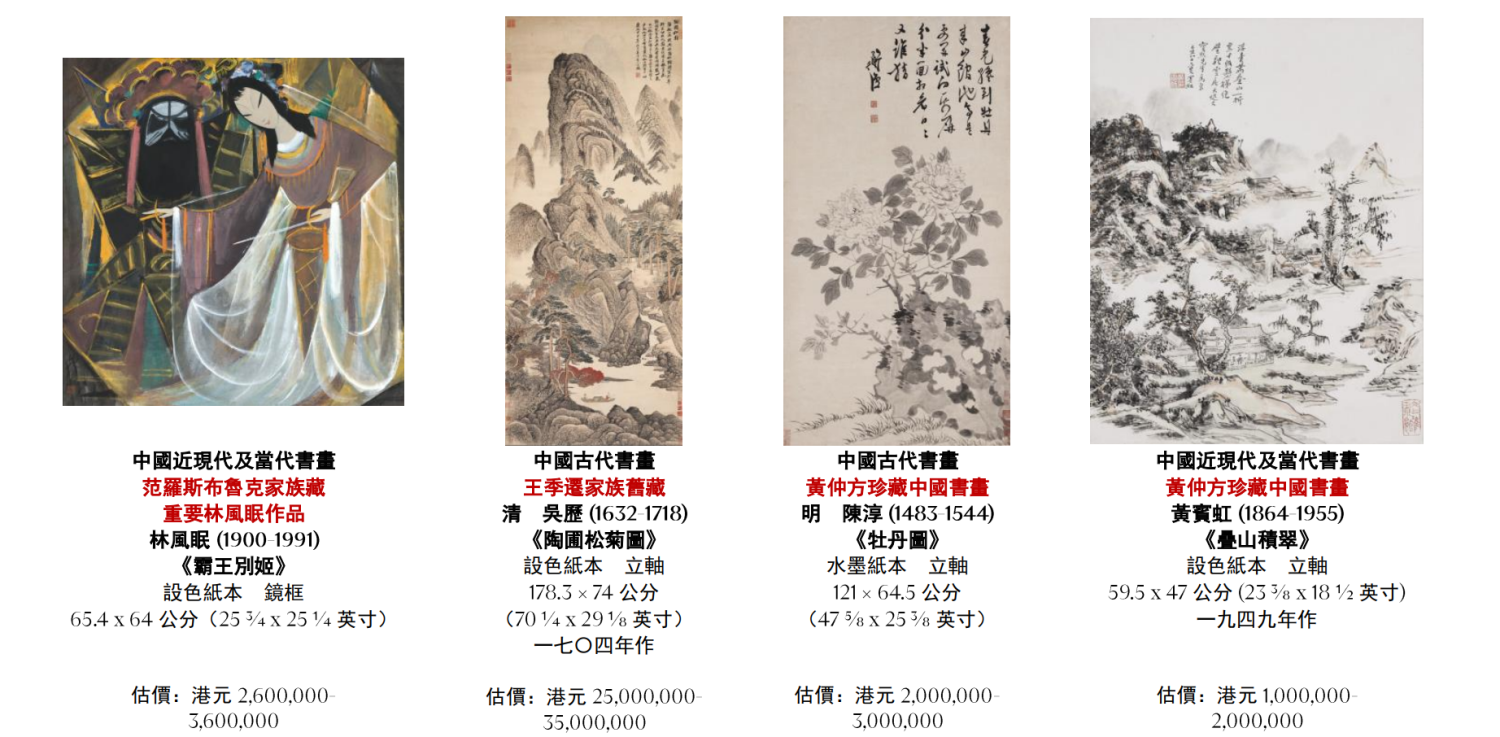 中國近現代及當代書畫
范羅斯布魯克家族藏
重要林風眠作品
林風眠 (1900-1991)
《霸王別姬》
設色紙本　鏡框
65.4 x 64 公分（25 ¾ x 25 ¼ 英寸）
估價：港元 2,600,000-
3,600,000
中國古代書畫
王季遷家族舊藏
清　吳歷 (1632-1718)
《陶圃松菊圖》
設色紙本　立軸
178.3 × 74 公分
（70 ¼ x 29 ⅛ 英寸）
一七〇四年作
估價：港元 25,000,000-
35,000,000
中國古代書畫
黃仲方珍藏中國書畫
明　陳淳 (1483-1544)
《牡丹圖》
水墨紙本　立軸
121 × 64.5 公分
（47 ⅝ x 25 ⅜ 英寸）
估價：港元 2,000,000-
3,000,000
中國近現代及當代書畫
黃仲方珍藏中國書畫
黃賓虹 (1864-1955)
《疊山積翠》
設色紙本　立軸
59.5 x 47 公分 (23 ⅜ x 18 ½ 英寸)
一九四九年作
估價：港元 1,000,000-
2,000,000